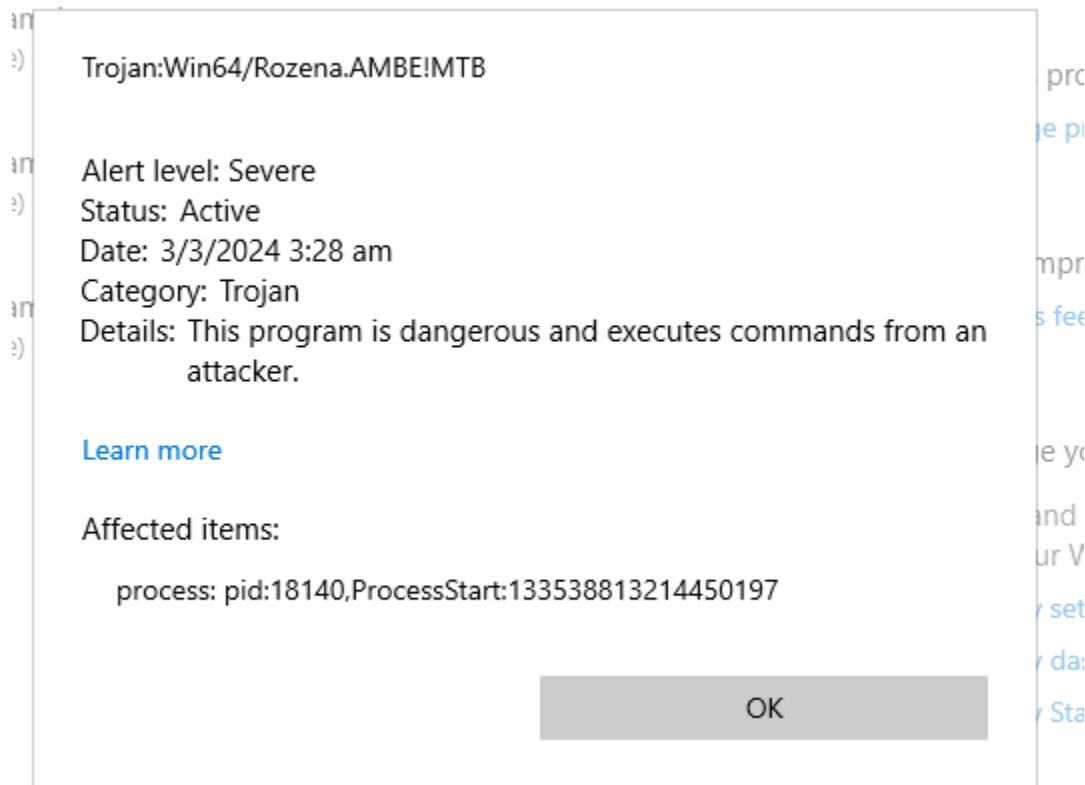 Trojan:Win64/Rozena.AMBE!MTB
Alert level: Severe
Status: Active
Date: 3/3/2024 3:28 am
Category: Trojan
Details: This program is dangerous and executes commands from an
attacker.
Learn more
Affected items:
process: pid:18140,ProcessStart:133538813214450197
OK